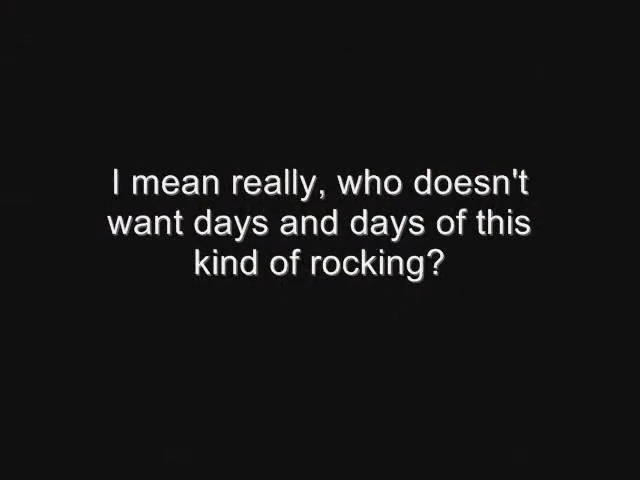 I mean really, who doesn't
want days and days of this
kind of rocking?